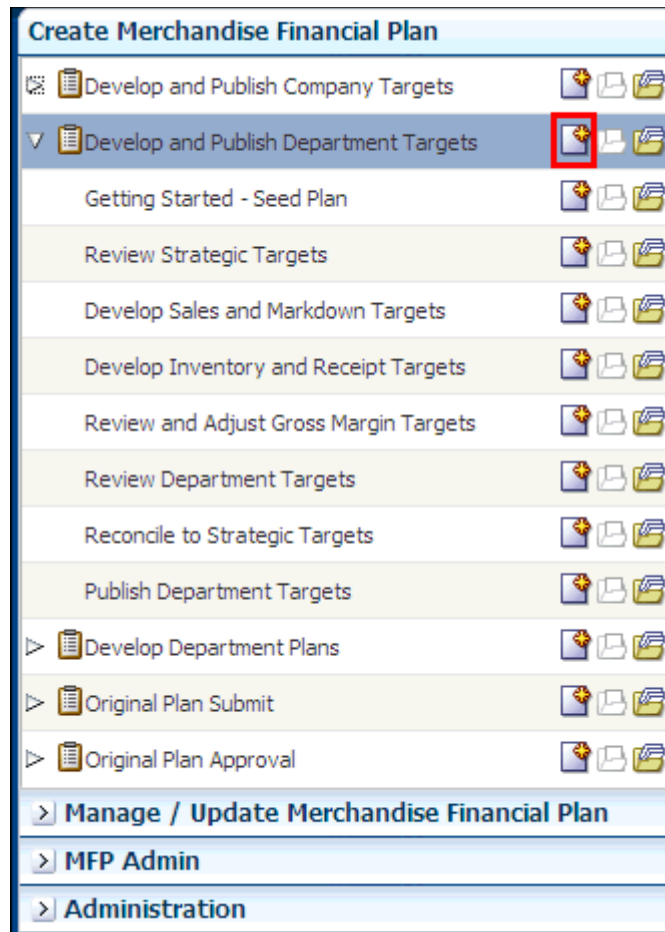 Create Merchandise Financial Plan
Develop and Publish Company Targets
Develop and Publish Department Targets
Getting Started - Seed Plan
Review Strategic Targets
Develop Sales and Markdown Targets
Develop Inventory and Receipt Targets
Review and Adjust Gross Margin Targets
Review Department Targets
Reconcile to Strategic Targets
Publish Department Targets
Develop Department Plans
Original Plan Submit
Original Plan Approval
Manage / Update Merchandise Financial Plan
MFP Admin
Administration